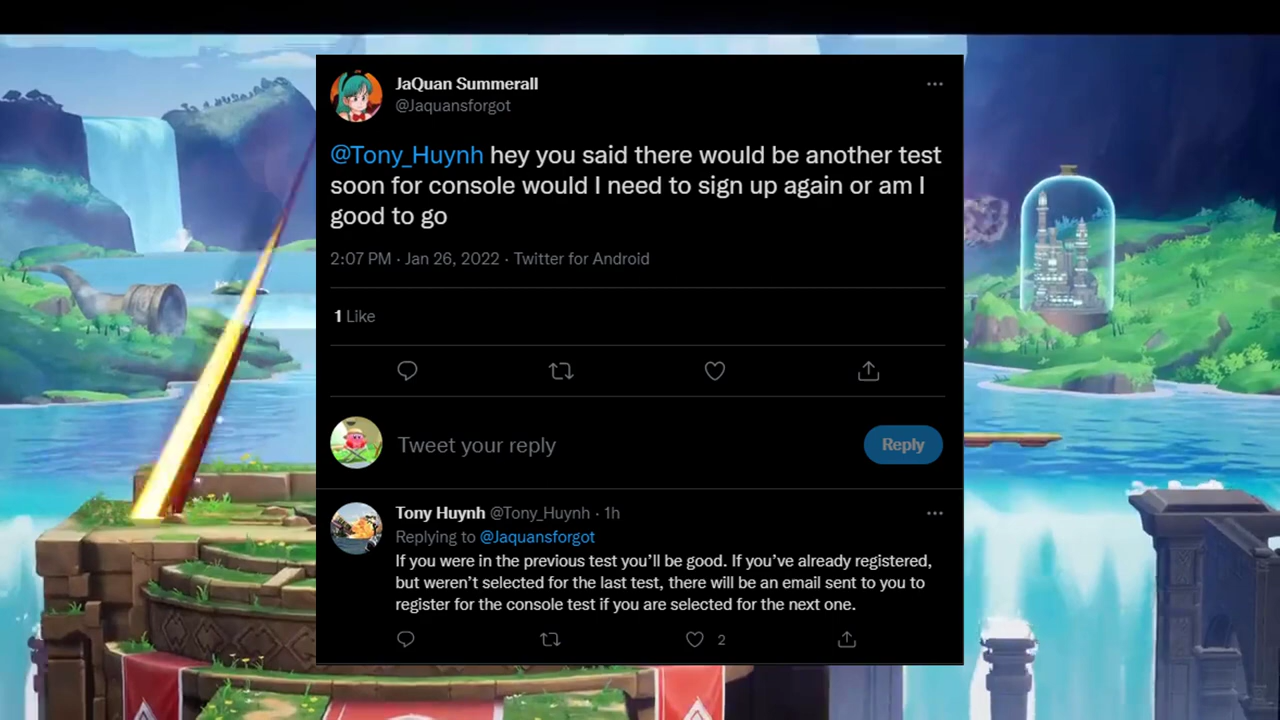 JaQuan Summerall
@Jaquansforgot
@Tony_Huynh hey you said there would be another test
soon for console would I need to sign up again or am I
good to go
2:07 PM · Jan 26, 2022 · Twitter for Android
1 Like
Tweet your reply
Reply
Tony Huynh @Tony_Huynh · 1h
Replying to @Jaquansforgot
If you were in the previous test you’ll be good. If you’ve already registered,
but weren’t selected for the last test, there will be an email sent to you to
register for the console test if you are selected for the next one.
2